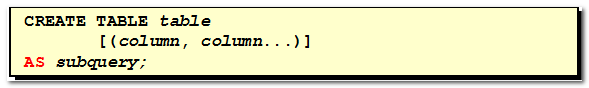 CREATE TABLE table
[(column, column...)]
AS subquery;